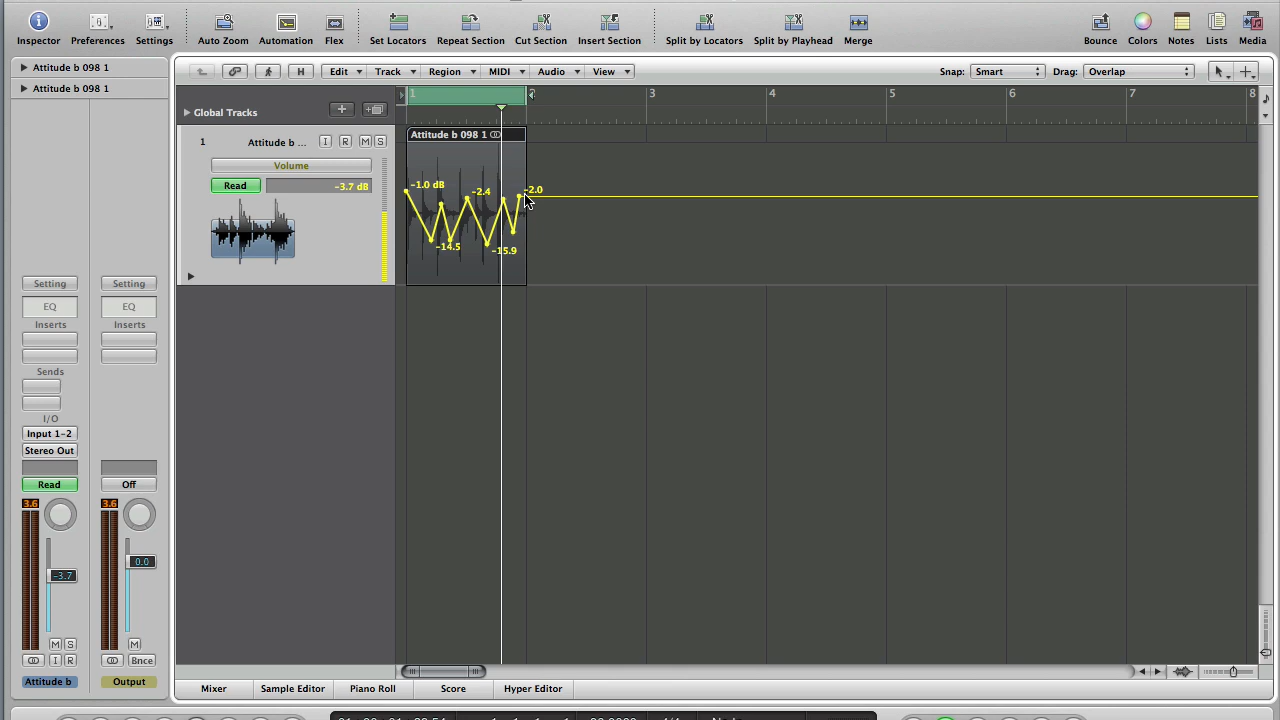 Inspector Preferences Settings Auto Zoom Automation Flex Set Locators Repeat Section Cut Section Insert Section Split by Locators Split by Playhead Merge Bounce Colors Notes Lists Media
Attitude b 098 1
Attitude b 098 1
H Edit Track Region MIDI Audio View Snap: Smart Drag: Overlap
Global Tracks
1 2 3 4 5 6 7 8
1 Attitude b ... I R M S
Volume
Read -3.7 dB
Attitude b 098 1
-1.0 dB
-2.4
-2.0
-14.5
-15.9
Setting Setting
EQ EQ
Inserts Inserts
Sends
I/O
Input 1-2
Stereo Out
Read Off
3.6 3.6
-3.7 0.0
M S M
I R Bnce
Attitude b Output
Mixer Sample Editor Piano Roll Score Hyper Editor